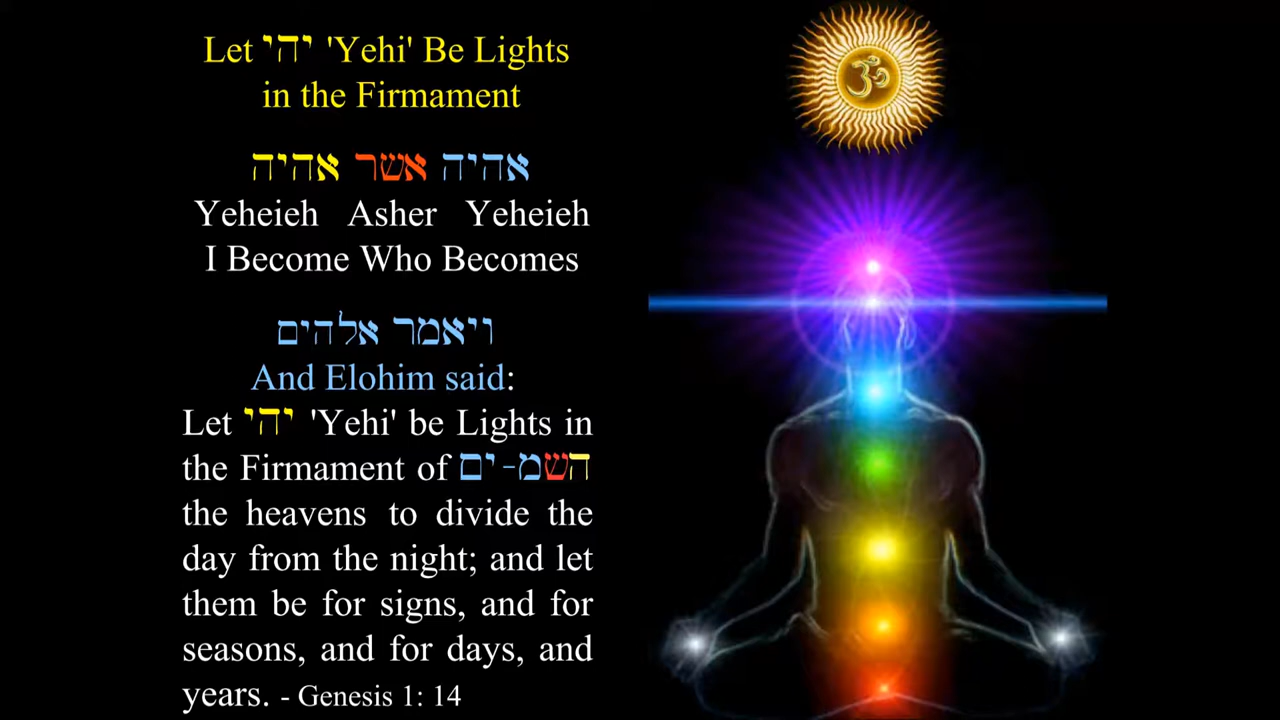 Let יהי 'Yehi' Be Lights
in the Firmament
אהיה אשר אהיה
Yeheieh Asher Yeheieh
I Become Who Becomes
ויאמר אלהים
And Elohim said:
Let יהי 'Yehi' be Lights in
the Firmament of השמ-ים
the heavens to divide the
day from the night; and let
them be for signs, and for
seasons, and for days, and
years. - Genesis 1: 14
ॐ